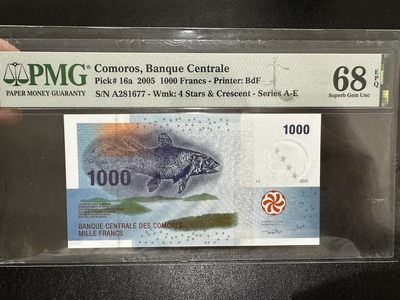 PMG
PAPER MONEY GUARANTY
Comoros, Banque Centrale
Pick# 16a 2005 1000 Francs - Printer: BdF
S/N A281677 - Wmk: 4 Stars & Crescent - Series A-E
68 EPQ
Superb Gem Unc
1000
1000
BANQUE CENTRALE DES COMORES
MILLE FRANCS